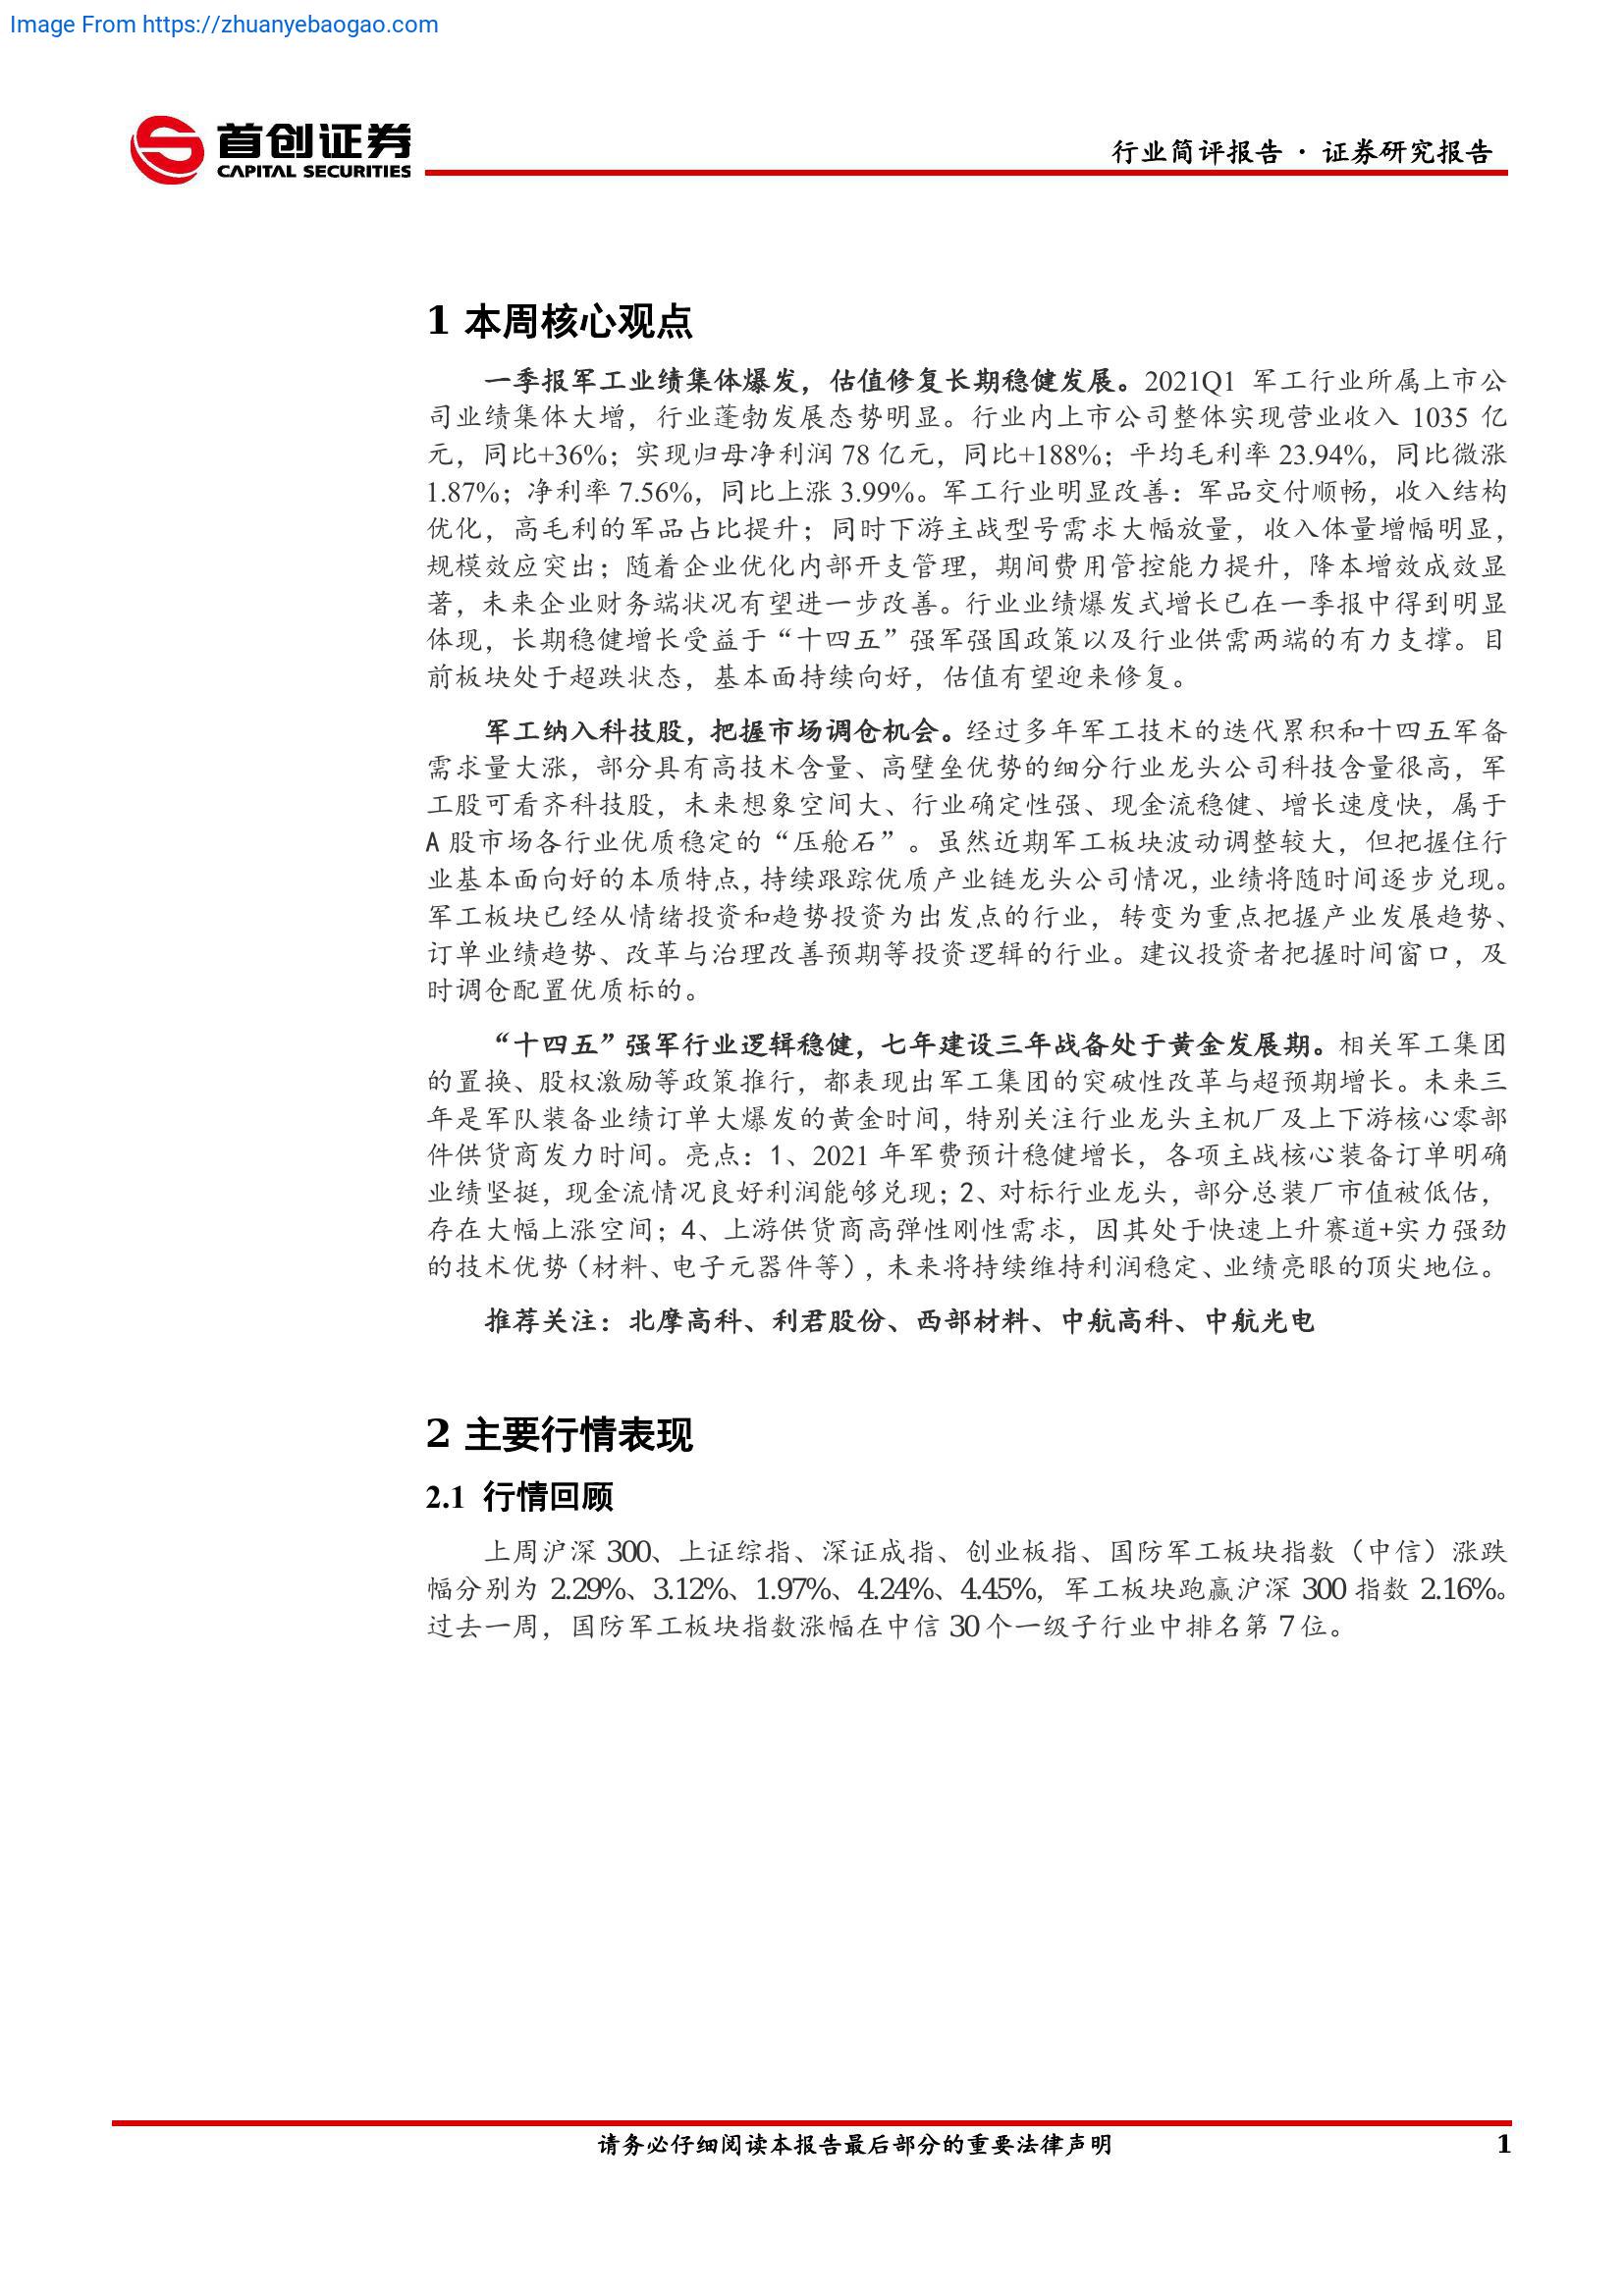 Image From https://zhuanyebaogao.com
首创证券
CAPITAL SECURITIES
行业简评报告 · 证券研究报告
1 本周核心观点
一季报军工业绩集体爆发，估值修复长期稳健发展。2021Q1 军工行业所属上市公
司业绩集体大增，行业蓬勃发展态势明显。行业内上市公司整体实现营业收入 1035 亿
元，同比+36%；实现归母净利润 78 亿元，同比+188%；平均毛利率 23.94%，同比微涨
1.87%；净利率 7.56%，同比上涨 3.99%。军工行业明显改善：军品交付顺畅，收入结构
优化，高毛利的军品占比提升；同时下游主战型号需求大幅放量，收入体量增幅明显，
规模效应突出；随着企业优化内部开支管理，期间费用管控能力提升，降本增效成效显
著，未来企业财务端状况有望进一步改善。行业业绩爆发式增长已在一季报中得到明显
体现，长期稳健增长受益于“十四五”强军强国政策以及行业供需两端的有力支撑。目
前板块处于超跌状态，基本面持续向好，估值有望迎来修复。
军工纳入科技股，把握市场调仓机会。经过多年军工技术的迭代累积和十四五军备
需求量大涨，部分具有高技术含量、高壁垒优势的细分行业龙头公司科技含量很高，军
工股可看齐科技股，未来想象空间大、行业确定性强、现金流稳健、增长速度快，属于
A 股市场各行业优质稳定的“压舱石”。虽然近期军工板块波动调整较大，但把握住行
业基本面向好的本质特点，持续跟踪优质产业链龙头公司情况，业绩将随时间逐步兑现。
军工板块已经从情绪投资和趋势投资为出发点的行业，转变为重点把握产业发展趋势、
订单业绩趋势、改革与治理改善预期等投资逻辑的行业。建议投资者把握时间窗口，及
时调仓配置优质标的。
“十四五”强军行业逻辑稳健，七年建设三年战备处于黄金发展期。相关军工集团
的置换、股权激励等政策推行，都表现出军工集团的突破性改革与超预期增长。未来三
年是军队装备业绩订单大爆发的黄金时间，特别关注行业龙头主机厂及上下游核心零部
件供货商发力时间。亮点：1、2021 年军费预计稳健增长，各项主战核心装备订单明确
业绩坚挺，现金流情况良好利润能够兑现；2、对标行业龙头，部分总装厂市值被低估，
存在大幅上涨空间；4、上游供货商高弹性刚性需求，因其处于快速上升赛道+实力强劲
的技术优势（材料、电子元器件等），未来将持续维持利润稳定、业绩亮眼的顶尖地位。
推荐关注：北摩高科、利君股份、西部材料、中航高科、中航光电
2 主要行情表现
2.1 行情回顾
上周沪深 300、上证综指、深证成指、创业板指、国防军工板块指数（中信）涨跌
幅分别为 2.29%、3.12%、1.97%、4.24%、4.45%，军工板块跑赢沪深 300 指数 2.16%。
过去一周，国防军工板块指数涨幅在中信 30 个一级子行业中排名第 7 位。
请务必仔细阅读本报告最后部分的重要法律声明
1